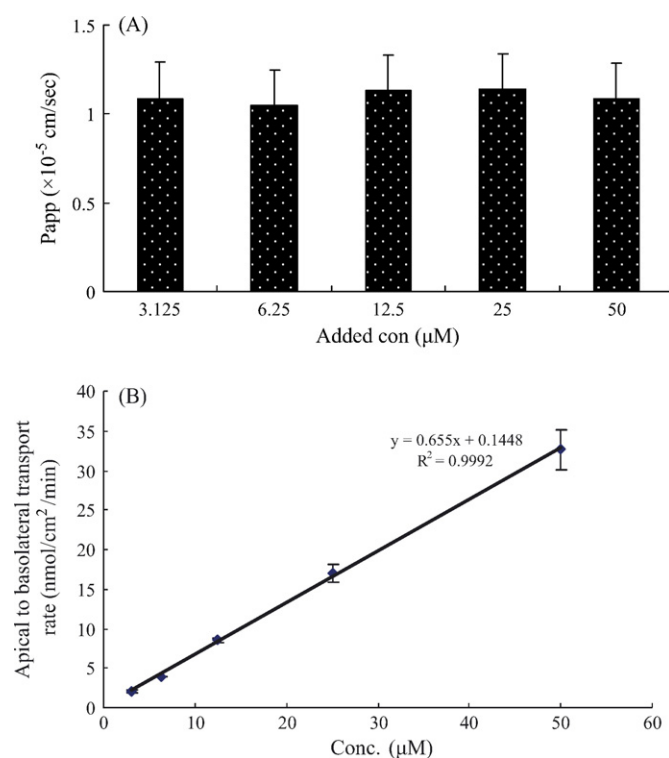 (A)
Papp (×10⁻⁵ cm/sec)
1.5
1
0.5
0
3.125 6.25 12.5 25 50
Added con (μM)
(B)
Apical to basolateral transport
rate (nmol/cm² /min)
40
35
30
25
20
15
10
5
0
y = 0.655x + 0.1448
R² = 0.9992
0 10 20 30 40 50 60
Conc. (μM)